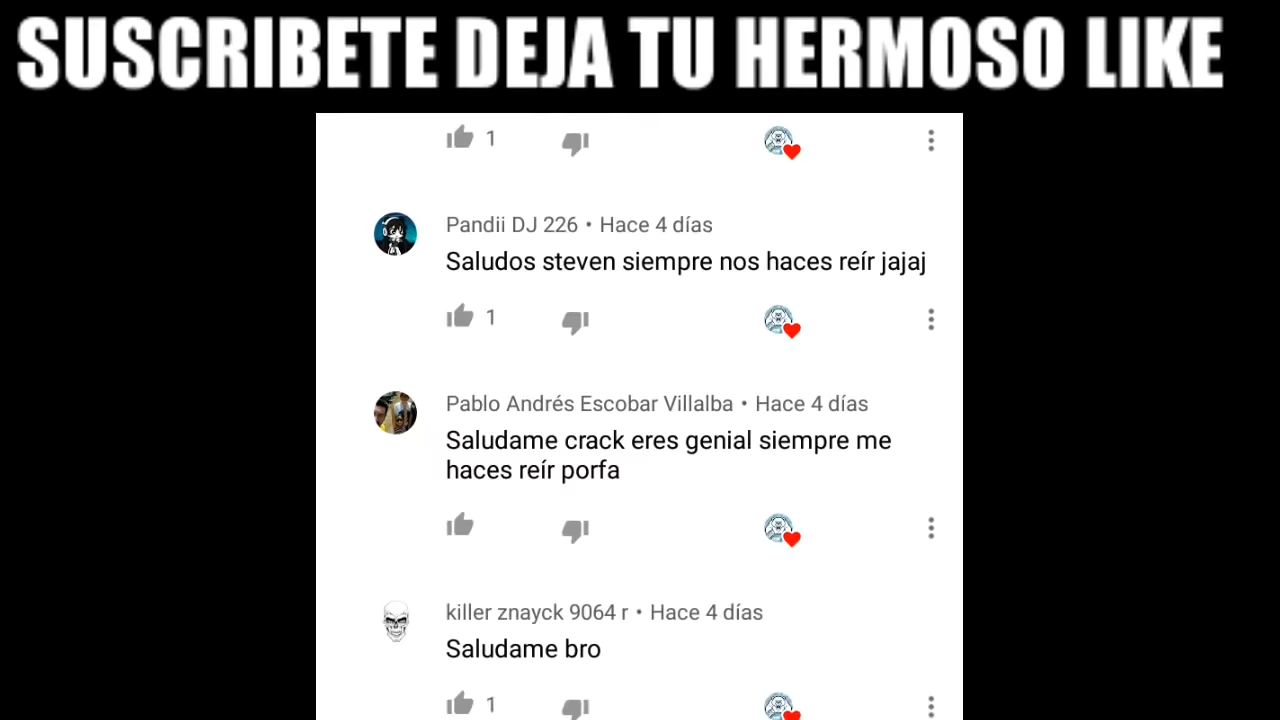 SUSCRIBETE DEJA TU HERMOSO LIKE
1
Pandii DJ 226 • Hace 4 días
Saludos steven siempre nos haces reír jajaj
1
Pablo Andrés Escobar Villalba • Hace 4 días
Saludame crack eres genial siempre me
haces reír porfa
killer znayck 9064 r • Hace 4 días
Saludame bro
1